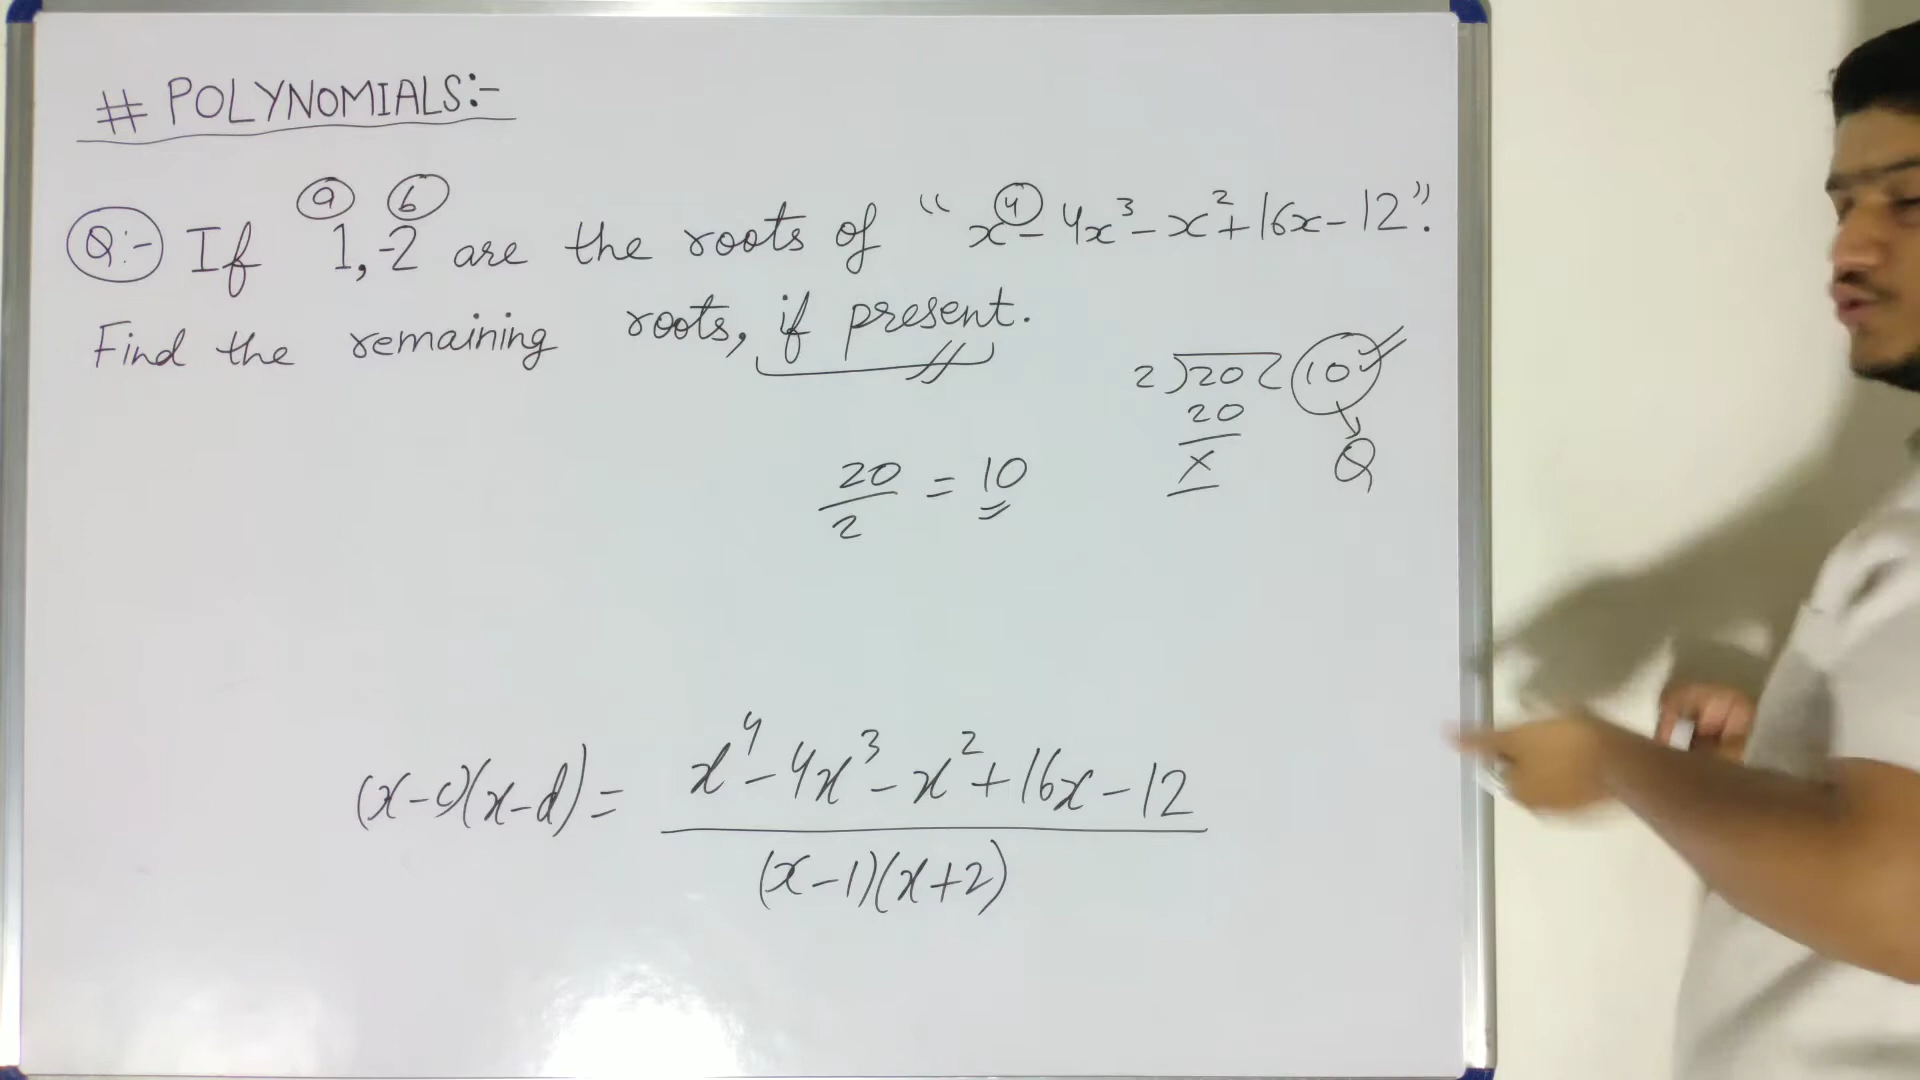 # POLYNOMIALS:-
a b
Q:- If 1, -2 are the roots of "x⁴ - 4x³ - x² + 16x - 12".
Find the remaining roots, if present.
2)20(10
20
x
Q
20/2 = 10
(x-c)(x-d) = x⁴ - 4x³ - x² + 16x - 12
(x-1)(x+2)